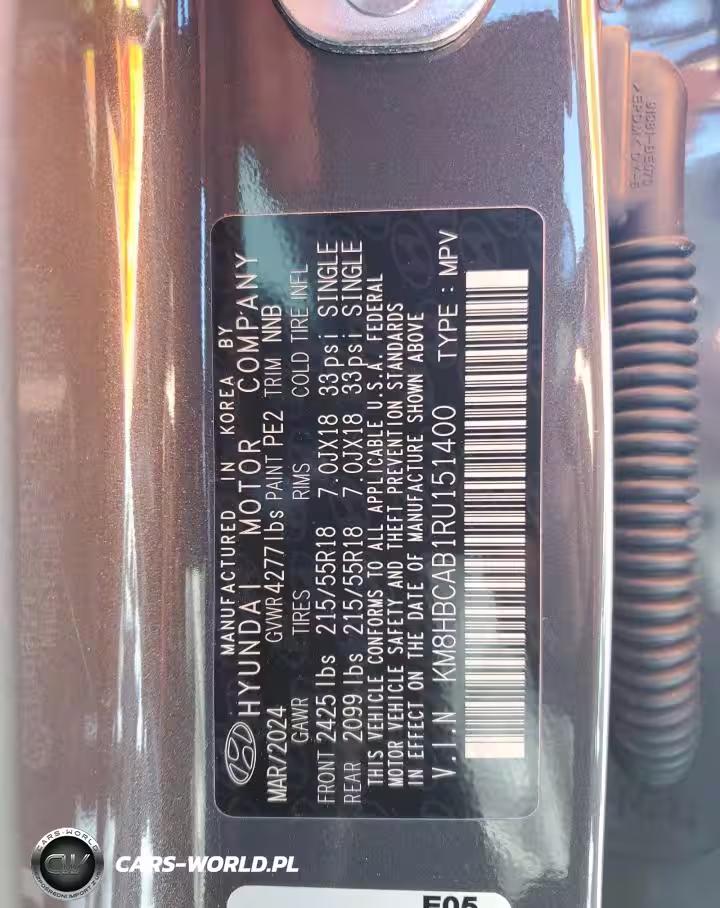 MANUFACTURED IN KOREA BY
HYUNDAI MOTOR COMPANY
MAR/2024 GVWR 4277 lbs PAINT PE2 TRIM NNB
GAWR TIRES RIMS COLD TIRE INFL
FRONT 2425 lbs 215/55R18 7.0JX18 33psi SINGLE
REAR 2099 lbs 215/55R18 7.0JX18 33psi SINGLE
THIS VEHICLE CONFORMS TO ALL APPLICABLE U.S.A. FEDERAL
MOTOR VEHICLE SAFETY AND THEFT PREVENTION STANDARDS
IN EFFECT ON THE DATE OF MANUFACTURE SHOWN ABOVE
V.I.N KM8HBCAB1RU151400 TYPE : MPV
E05
CARS-WORLD
CARS-WORLD.PL